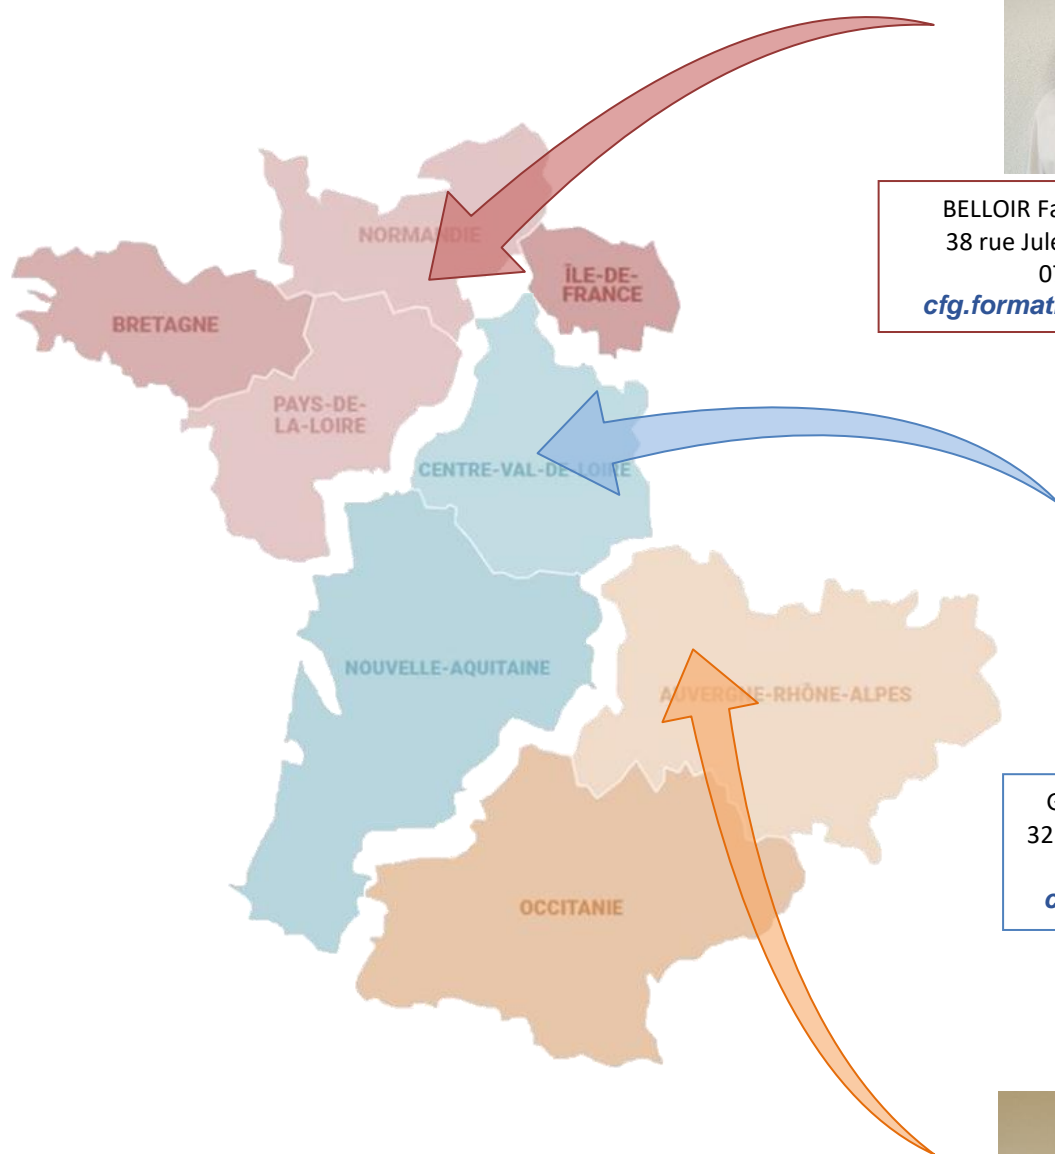 NORMANDIE
ÎLE-DE-
FRANCE
BRETAGNE
PAYS-DE-
LA-LOIRE
CENTRE-VAL-DE-LOIRE
NOUVELLE-AQUITAINE
AUVERGNE-RHÔNE-ALPES
OCCITANIE
BELLOIR Fa
38 rue Jule
07
cfg.format
G
32
c